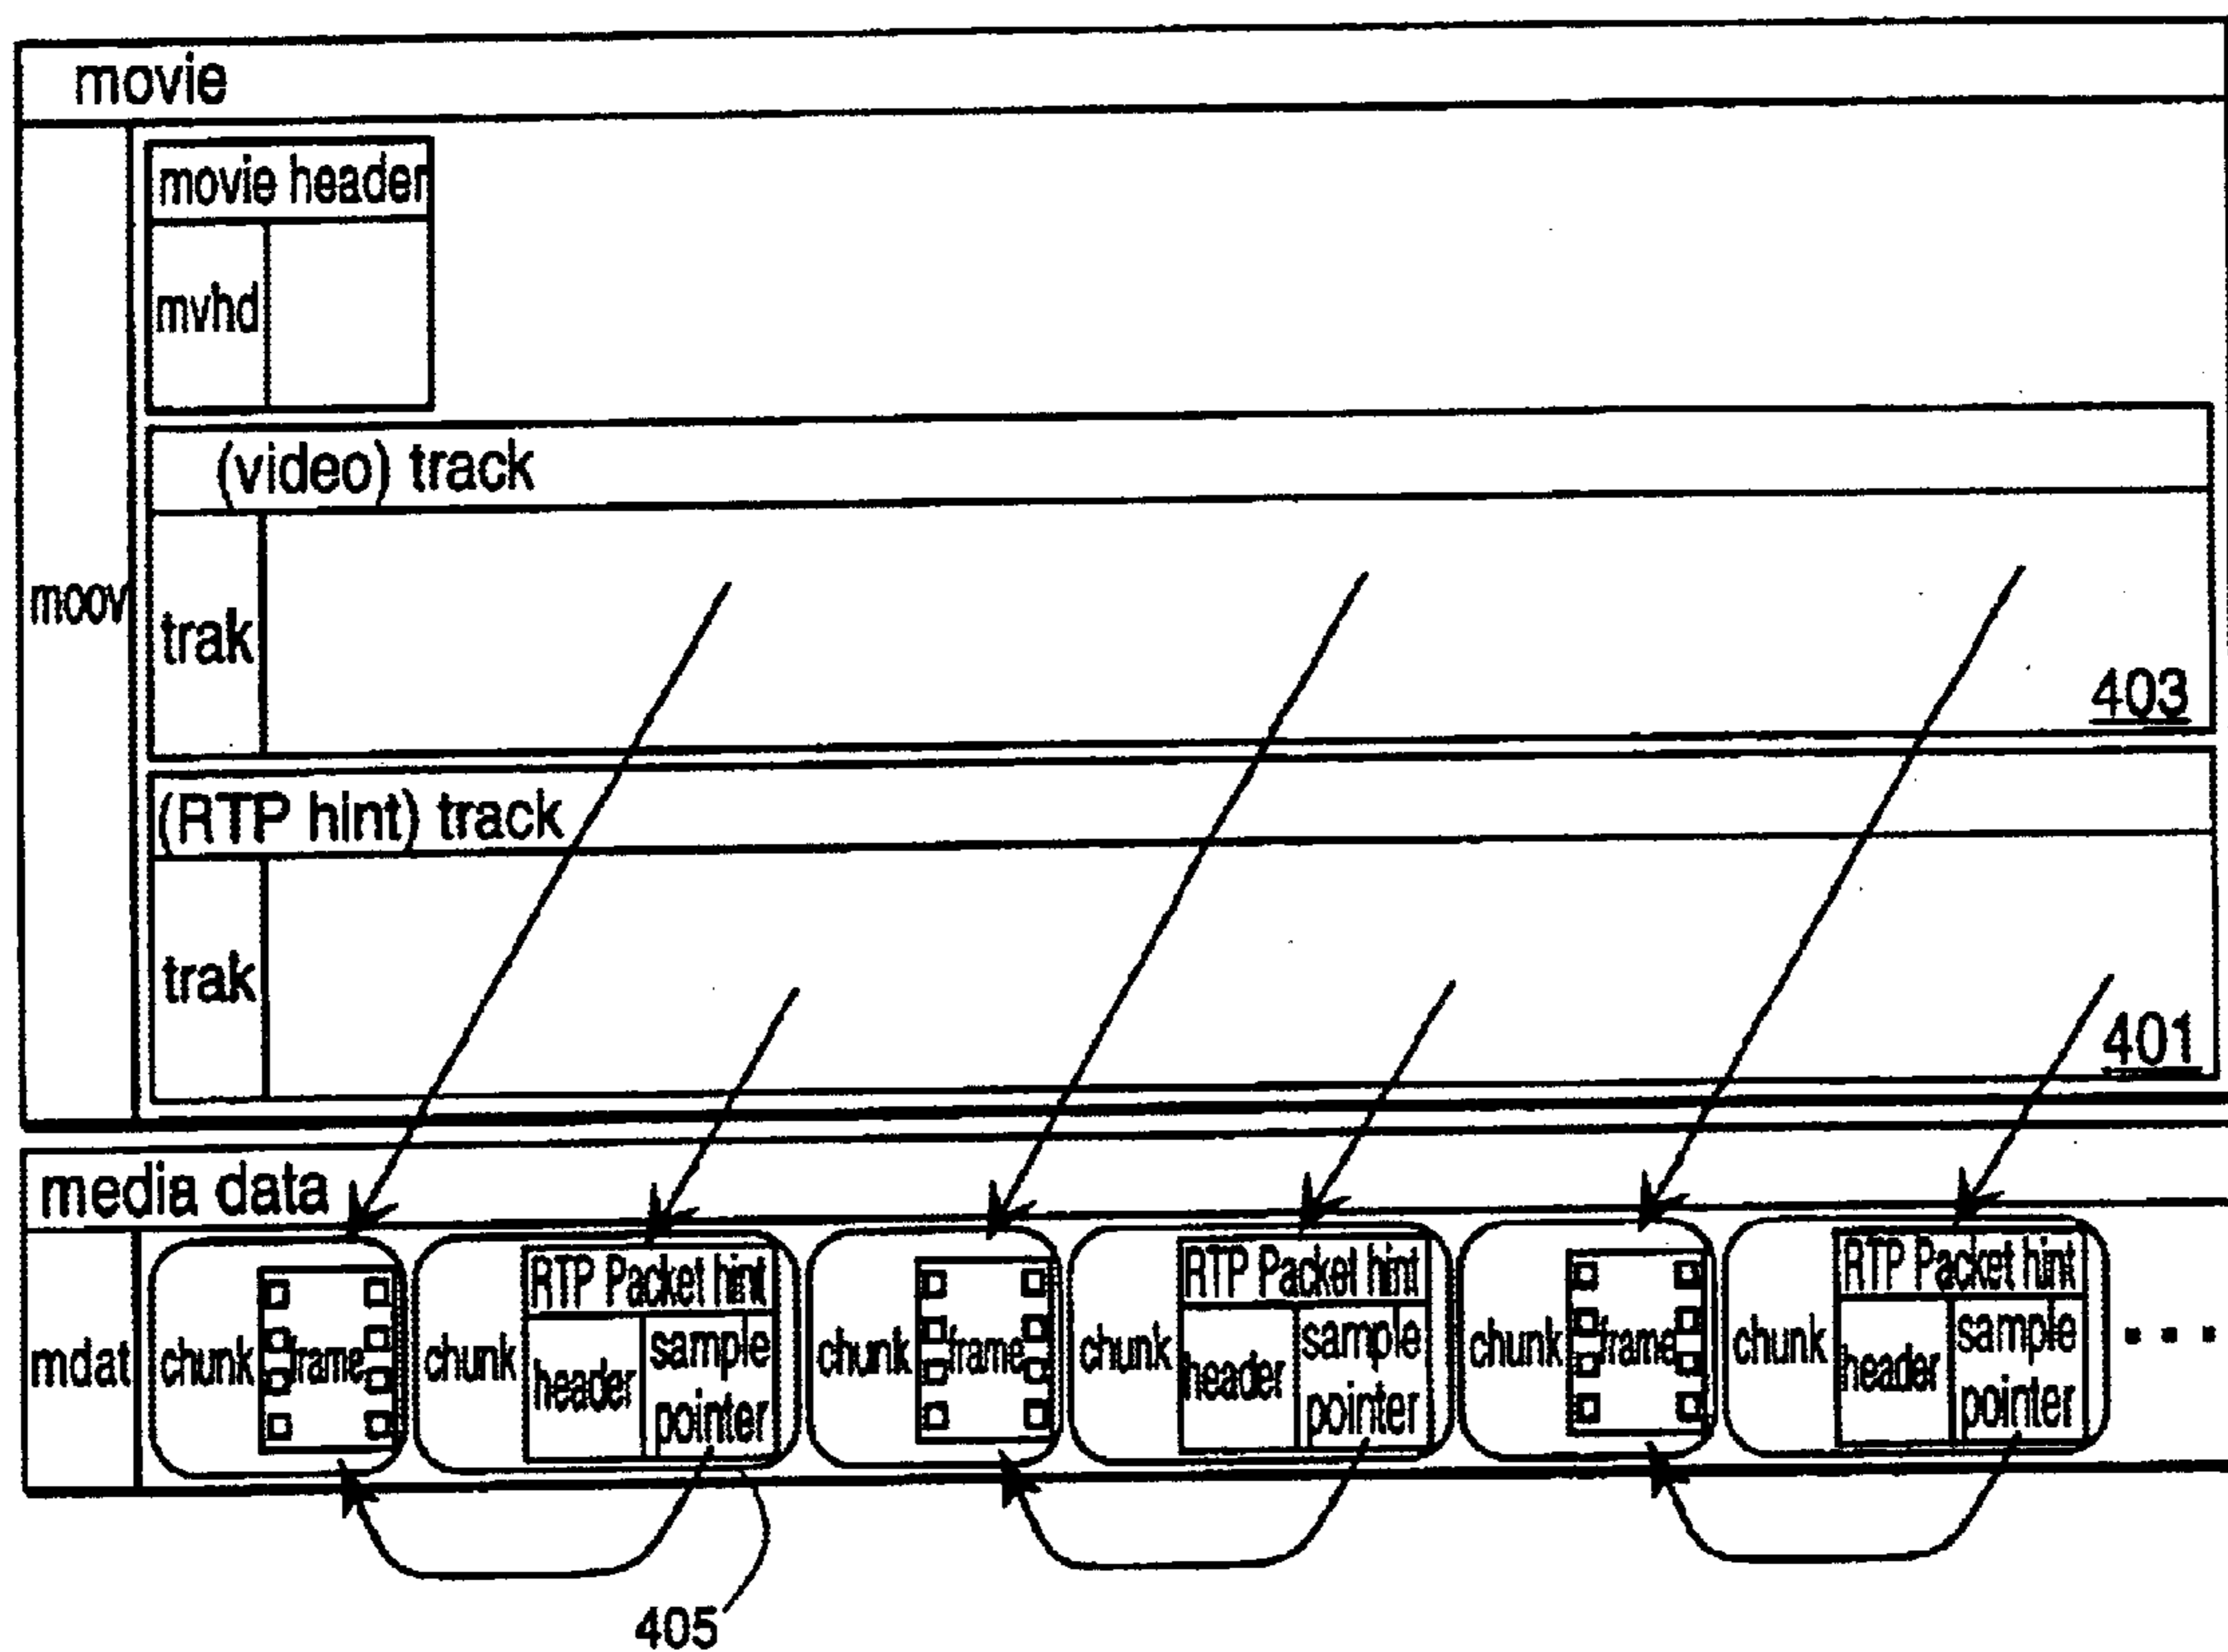 movie
movie header
mvhd
moov
(video) track
trak
403
(RTP hint) track
trak
401
media data
mdat
chunk
frame
chunk
RTP Packet hint
header
sample
pointer
chunk
frame
chunk
RTP Packet hint
header
sample
pointer
chunk
frame
chunk
RTP Packet hint
header
sample
pointer
...
405